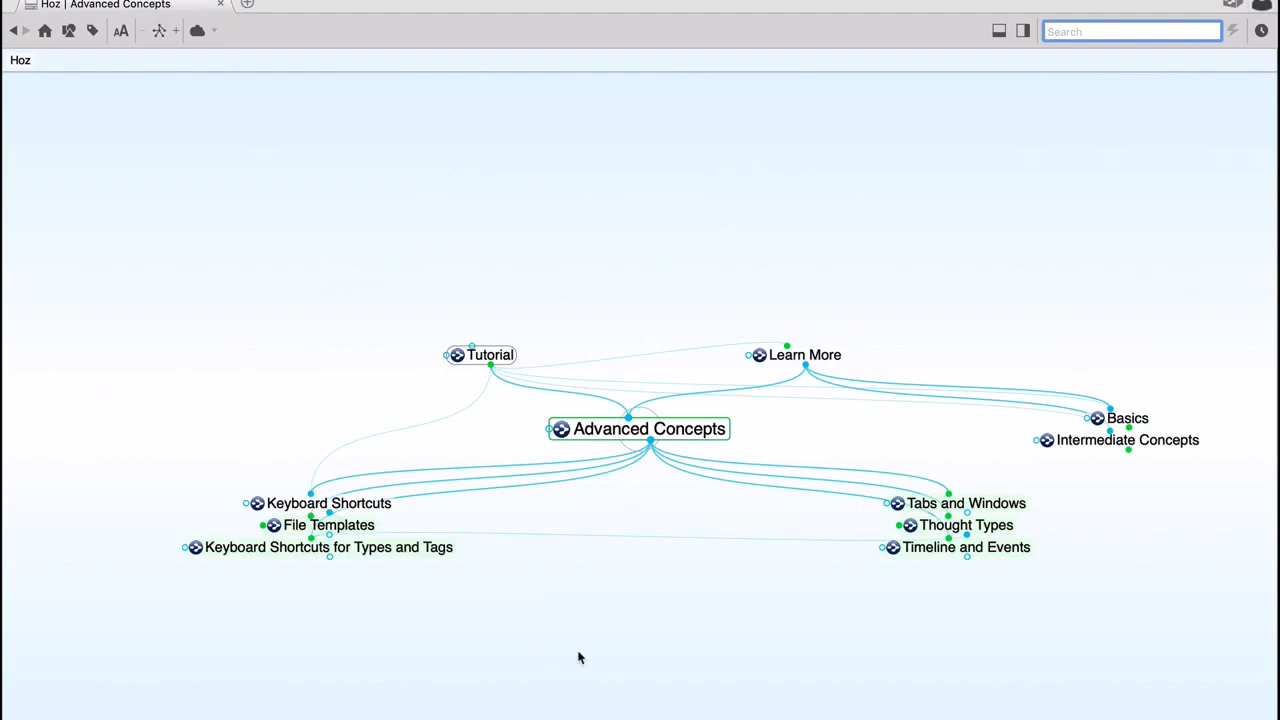 Hoz | Advanced Concepts
AA
Search
Hoz
Tutorial
Learn More
Advanced Concepts
Basics
Intermediate Concepts
Keyboard Shortcuts
Tabs and Windows
File Templates
Thought Types
Keyboard Shortcuts for Types and Tags
Timeline and Events